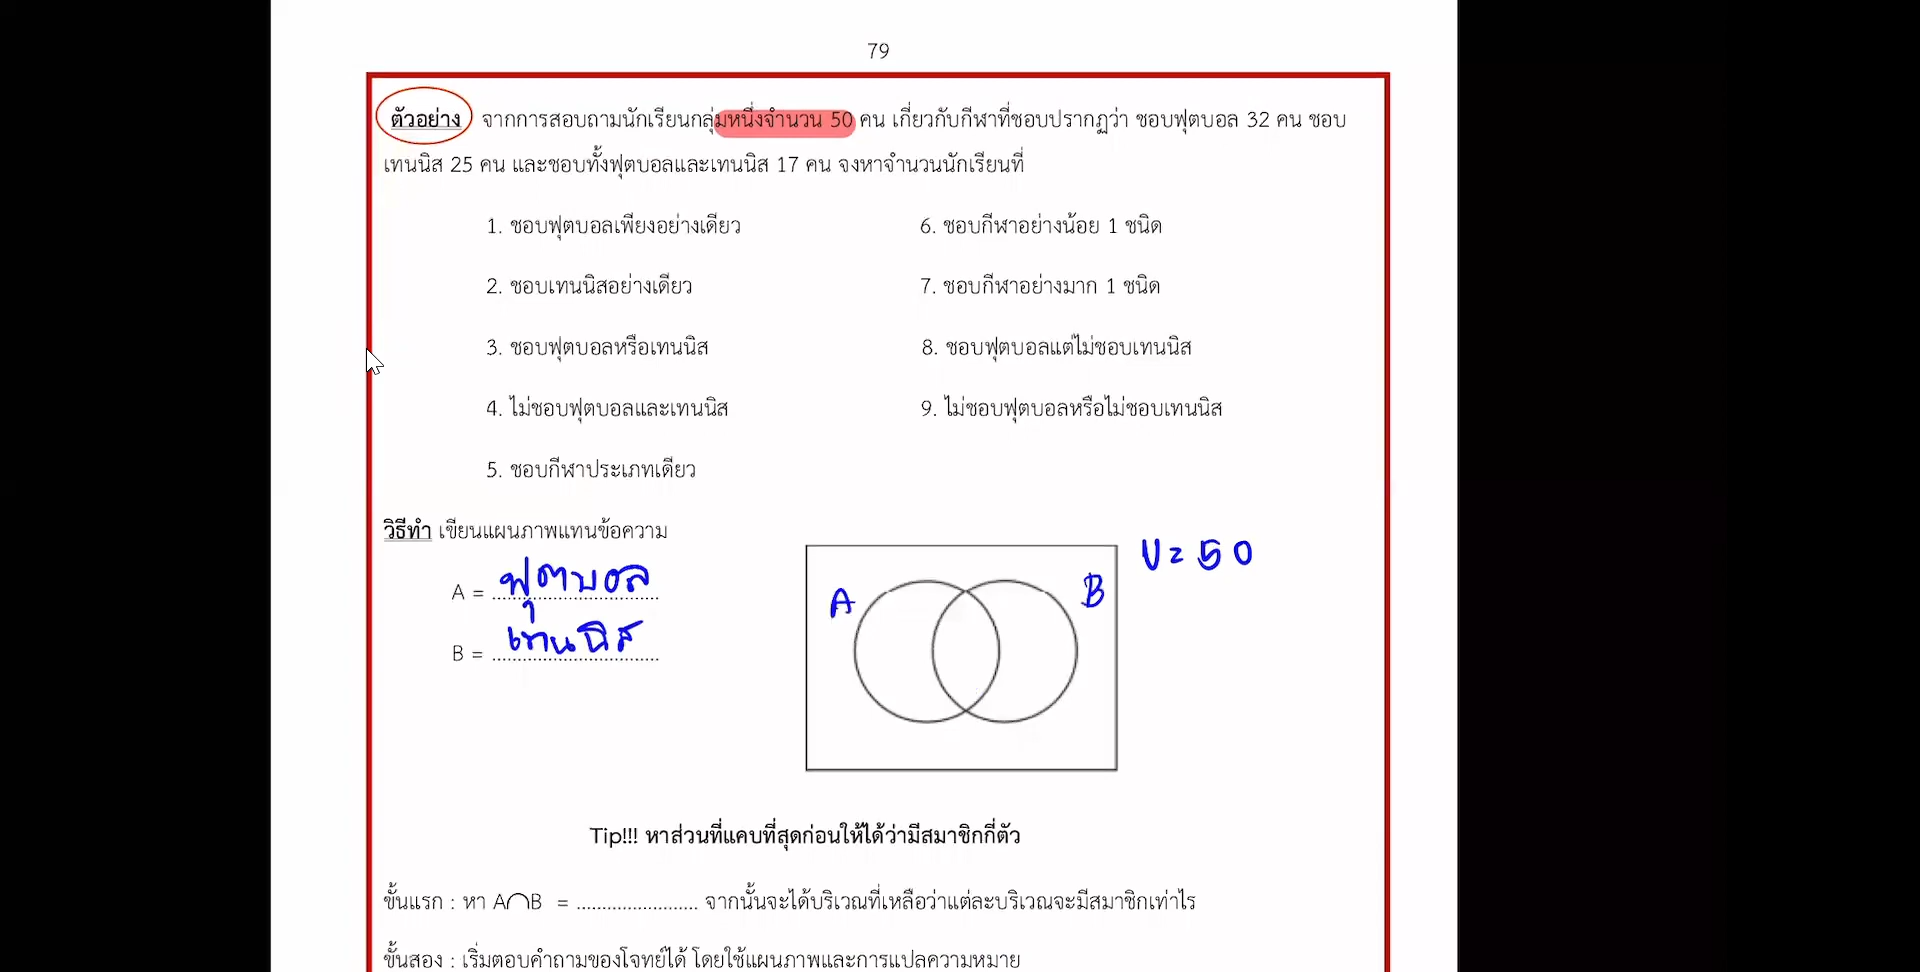 79
ตัวอย่าง จากการสอบถามนักเรียนกลุ่มหนึ่งจำนวน 50 คน เกี่ยวกับกีฬาที่ชอบปรากฏว่า ชอบฟุตบอล 32 คน ชอบ
เทนนิส 25 คน และชอบทั้งฟุตบอลและเทนนิส 17 คน จงหาจำนวนนักเรียนที่
1. ชอบฟุตบอลเพียงอย่างเดียว
2. ชอบเทนนิสอย่างเดียว
3. ชอบฟุตบอลหรือเทนนิส
4. ไม่ชอบฟุตบอลและเทนนิส
5. ชอบกีฬาประเภทเดียว
6. ชอบกีฬาอย่างน้อย 1 ชนิด
7. ชอบกีฬาอย่างมาก 1 ชนิด
8. ชอบฟุตบอลแต่ไม่ชอบเทนนิส
9. ไม่ชอบฟุตบอลหรือไม่ชอบเทนนิส
วิธีทำ เขียนแผนภาพแทนข้อความ
A = ฟุตบอล
B = เทนนิส
A
B
U = 50
Tip!!! หาส่วนที่แคบที่สุดก่อนให้ได้ว่ามีสมาชิกกี่ตัว
ขั้นแรก : หา A∩B = ........................ จากนั้นจะได้บริเวณที่เหลือว่าแต่ละบริเวณจะมีสมาชิกเท่าไร
ขั้นสอง : เริ่มตอบคำถามของโจทย์ได้ โดยใช้แผนภาพและการแปลความหมาย